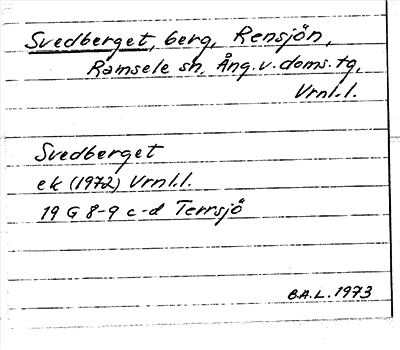 Svedberget, berg, Rensjön,
Ramsele sn, Ång.v.doms.tg,
Vrnl.l.
Svedberget
ek (1972) Vrnl.l.
19 G 8-9 c-d Terrsjö
B.A.L. 1973